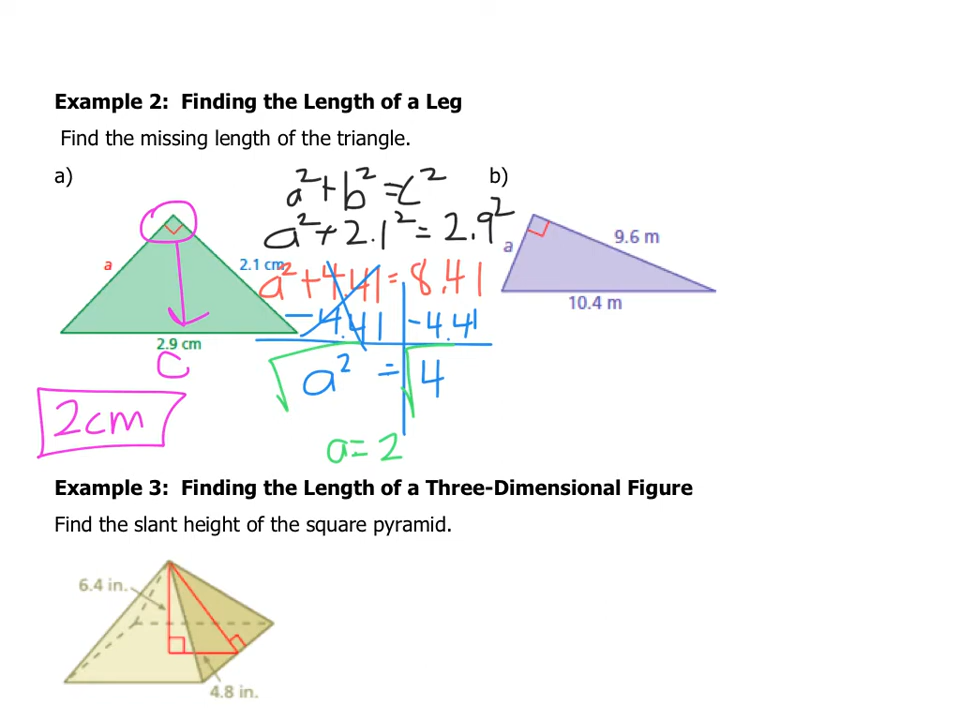 Example 2: Finding the Length of a Leg
Find the missing length of the triangle.
a)
a² + b² = c²
b)
a² + 2.1² = 2.9²
a
2.1 cm
2.9 cm
a² + 4.41 = 8.41
- 4.41 - 4.41
a² = 4
a = 2
C
2cm
a
9.6 m
10.4 m
Example 3: Finding the Length of a Three-Dimensional Figure
Find the slant height of the square pyramid.
6.4 in.
4.8 in.